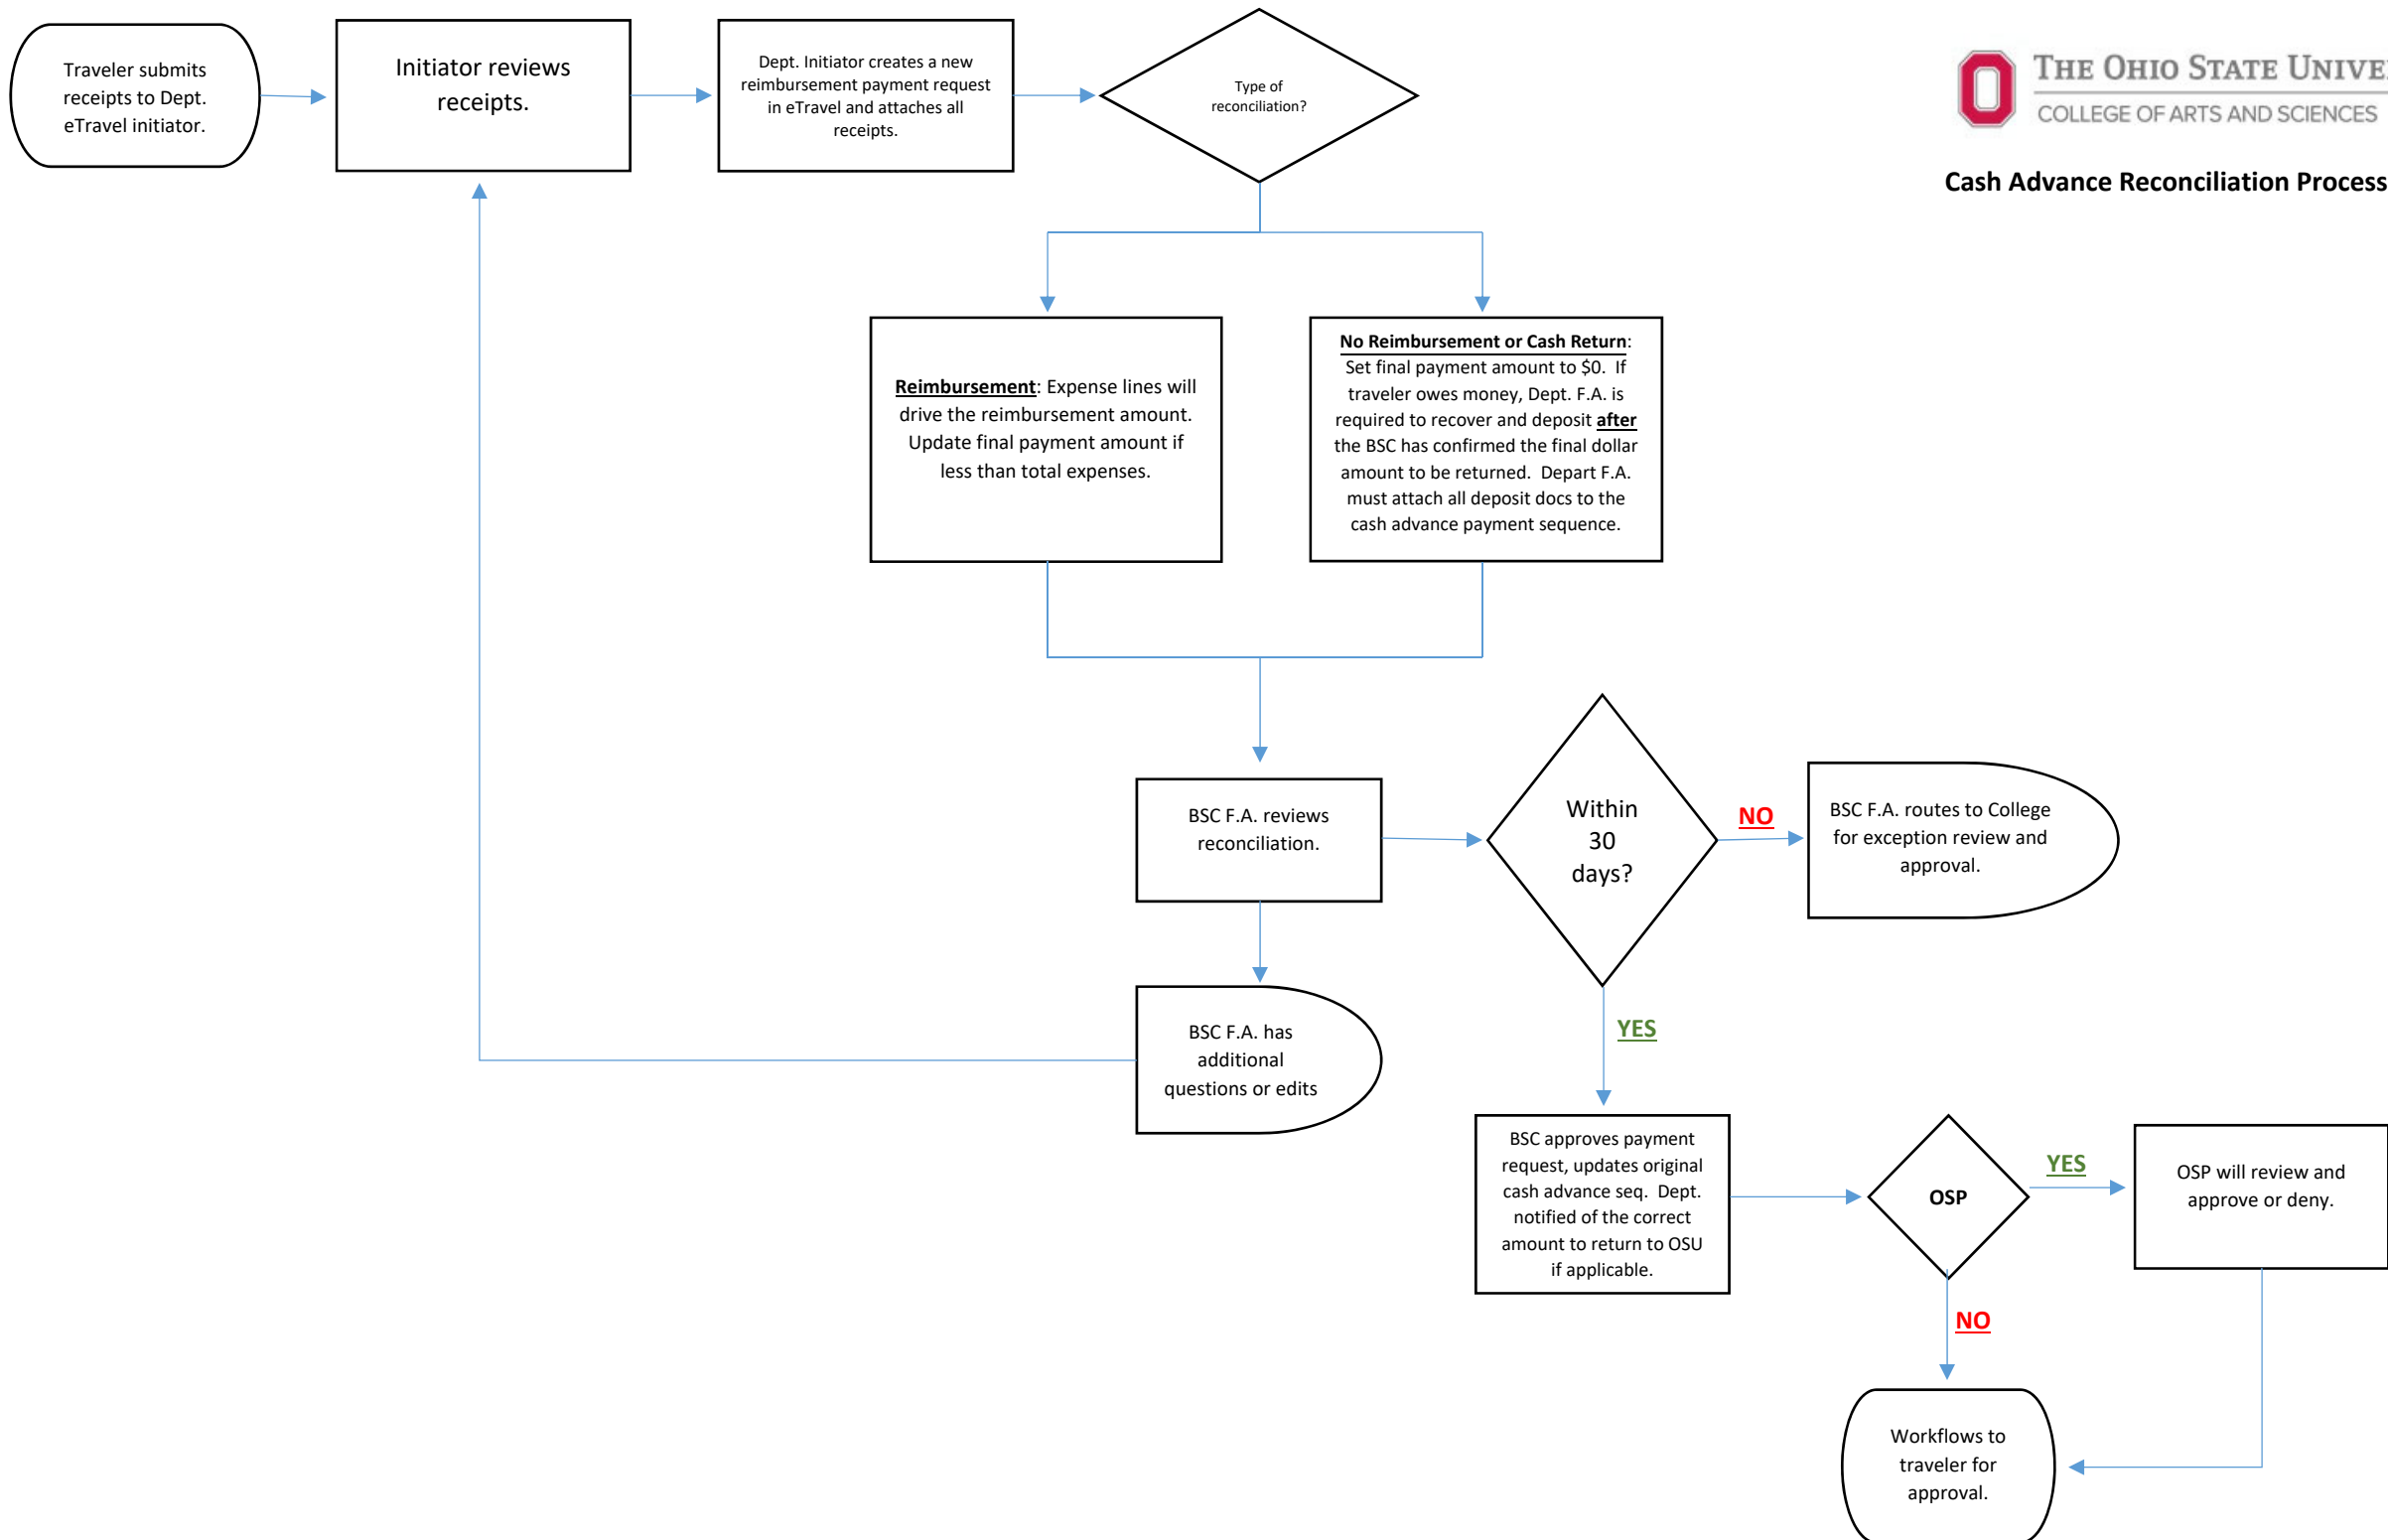 Traveler submits
receipts to Dept.
eTravel initiator.
Initiator reviews
receipts.
Dept. Initiator creates a new
reimbursement payment request
in eTravel and attaches all
receipts.
Type of
reconciliation?
THE OHIO STATE UNIVE
COLLEGE OF ARTS AND SCIENCES
Cash Advance Reconciliation Process
Reimbursement: Expense lines will
drive the reimbursement amount.
Update final payment amount if
less than total expenses.
No Reimbursement or Cash Return:
Set final payment amount to $0.  If
traveler owes money, Dept. F.A. is
required to recover and deposit after
the BSC has confirmed the final dollar
amount to be returned.  Depart F.A.
must attach all deposit docs to the
cash advance payment sequence.
BSC F.A. reviews
reconciliation.
Within
30
days?
NO
BSC F.A. routes to College
for exception review and
approval.
BSC F.A. has
additional
questions or edits
YES
BSC approves payment
request, updates original
cash advance seq.  Dept.
notified of the correct
amount to return to OSU
if applicable.
OSP
YES
OSP will review and
approve or deny.
NO
Workflows to
traveler for
approval.